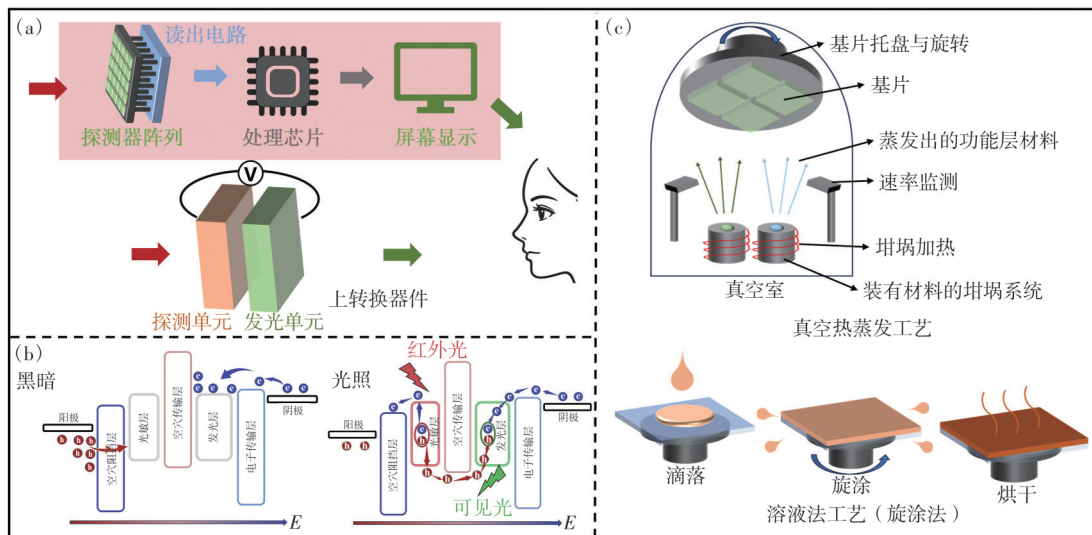 (a)
读出电路
探测器阵列
处理芯片
屏幕显示
V
上转换器件
探测单元
发光单元
(b)
黑暗
阳极
空穴阻挡层
光敏层
空穴传输层
发光层
电子传输层
阴极
h h h h h h h
e e e e e e
E
光照
红外光
阳极
空穴阻挡层
光敏层
空穴传输层
发光层
电子传输层
阴极
可见光
E
(c)
基片托盘与旋转
基片
蒸发出的功能层材料
速率监测
坩埚加热
装有材料的坩埚系统
真空室
真空热蒸发工艺
滴落
旋涂
烘干
溶液法工艺（旋涂法）